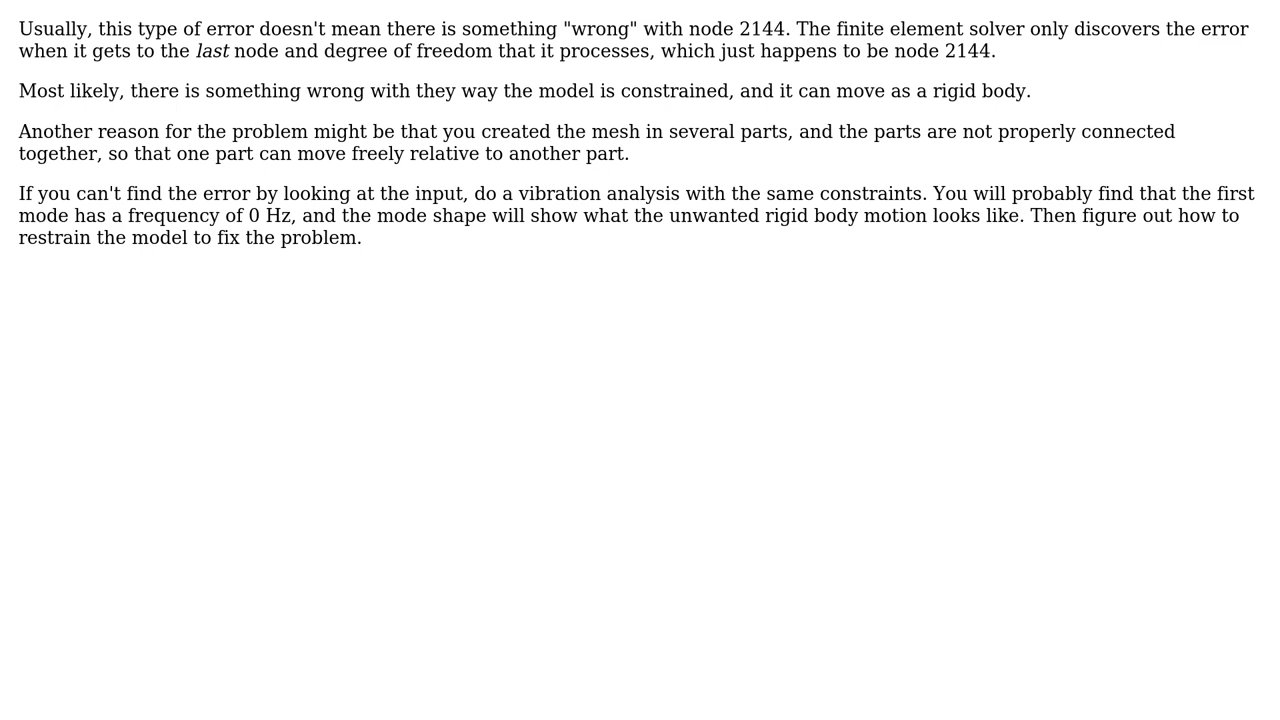 Usually, this type of error doesn't mean there is something "wrong" with node 2144. The finite element solver only discovers the error
when it gets to the last node and degree of freedom that it processes, which just happens to be node 2144.
Most likely, there is something wrong with they way the model is constrained, and it can move as a rigid body.
Another reason for the problem might be that you created the mesh in several parts, and the parts are not properly connected
together, so that one part can move freely relative to another part.
If you can't find the error by looking at the input, do a vibration analysis with the same constraints. You will probably find that the first
mode has a frequency of 0 Hz, and the mode shape will show what the unwanted rigid body motion looks like. Then figure out how to
restrain the model to fix the problem.